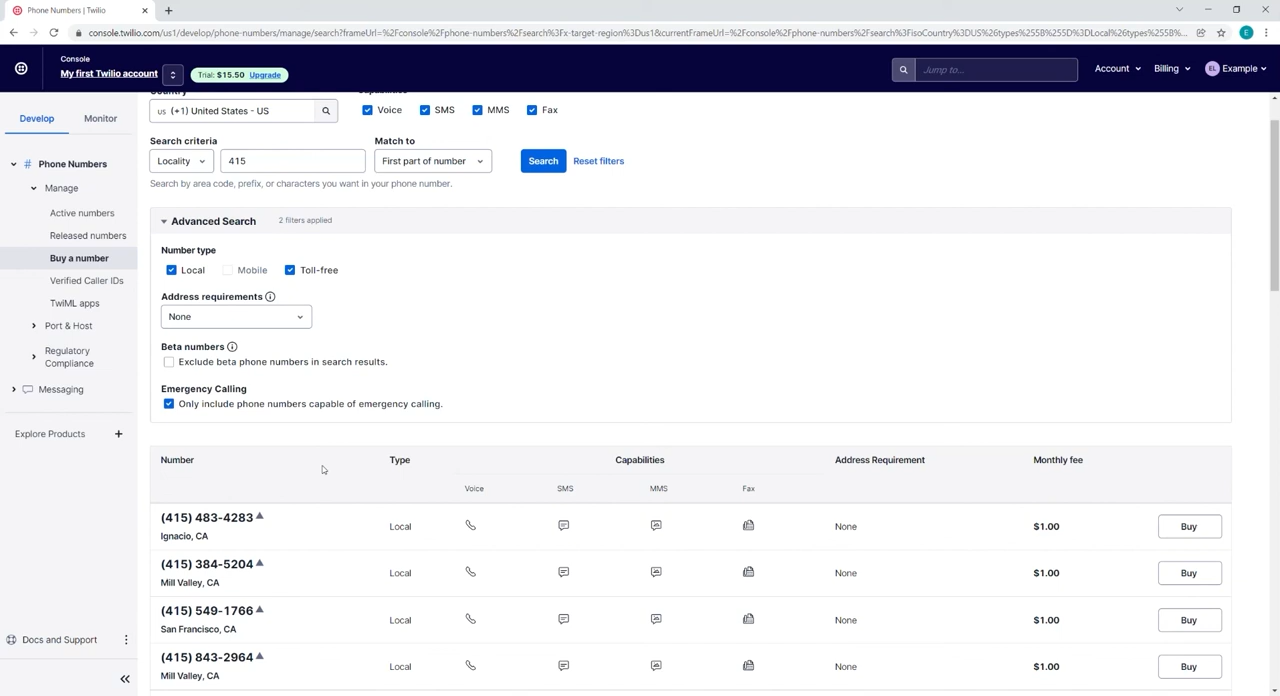 Phone Numbers | Twilio
console.twilio.com/us1/develop/phone-numbers/manage/search?frameUrl=%2Fconsole%2Fphone-numbers%2Fsearch%3Fx-target-region%3Dus1&currentFrameUrl=%2Fconsole%2Fphone-numbers%2Fsearch%3FisoCountry%3DUS%26types%255B%255D%3DLocal%26types%255B%...
E
Console
My first Twilio account
Trial: $15.50 Upgrade
Jump to...
Account
Billing
EL Example
Develop
Monitor
# Phone Numbers
Manage
Active numbers
Released numbers
Buy a number
Verified Caller IDs
TwiML apps
Port & Host
Regulatory
Compliance
Messaging
Explore Products +
Docs and Support
Country
Capabilities
US (+1) United States - US
Voice
SMS
MMS
Fax
Search criteria
Match to
Locality
415
First part of number
Search
Reset filters
Search by area code, prefix, or characters you want in your phone number.
Advanced Search
2 filters applied
Number type
Local
Mobile
Toll-free
Address requirements
None
Beta numbers
Exclude beta phone numbers in search results.
Emergency Calling
Only include phone numbers capable of emergency calling.
Number Type Capabilities Address Requirement Monthly fee
Voice SMS MMS Fax
(415) 483-4283
Ignacio, CA
Local None $1.00 Buy
(415) 384-5204
Mill Valley, CA
Local None $1.00 Buy
(415) 549-1766
San Francisco, CA
Local None $1.00 Buy
(415) 843-2964
Mill Valley, CA
Local None $1.00 Buy